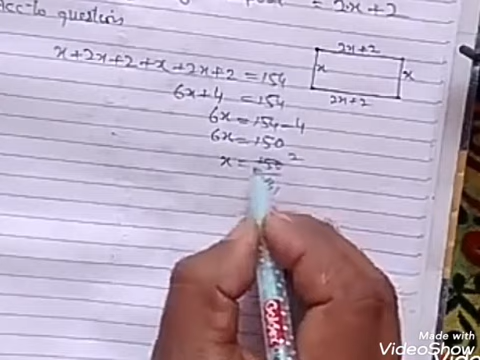 = 2x+2
Acc-to question
x+2x+2+x+2x+2 = 154
6x+4 = 154
6x = 154-4
6x = 150
x = 150 2
2x+2
x x
2x+2
Made with
VideoShow